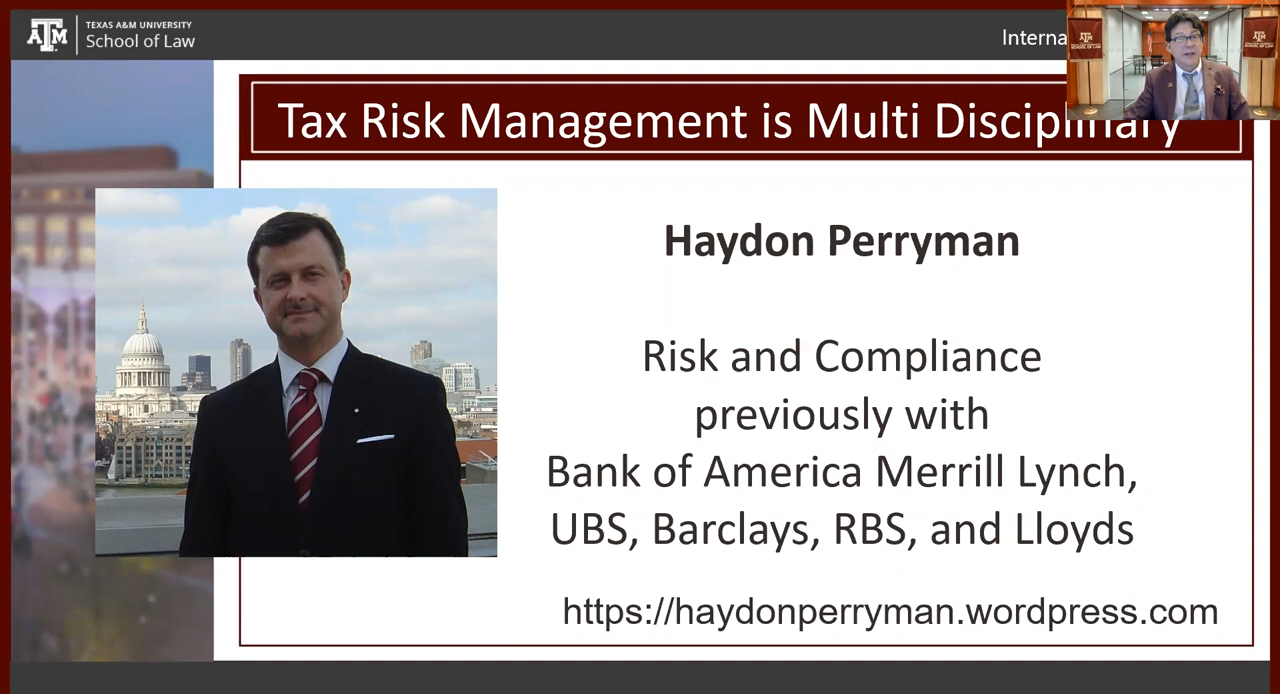 TEXAS A&M UNIVERSITY
School of Law
Interna
Tax Risk Management is Multi Disciplinary
Haydon Perryman
Risk and Compliance
previously with
Bank of America Merrill Lynch,
UBS, Barclays, RBS, and Lloyds
https://haydonperryman.wordpress.com